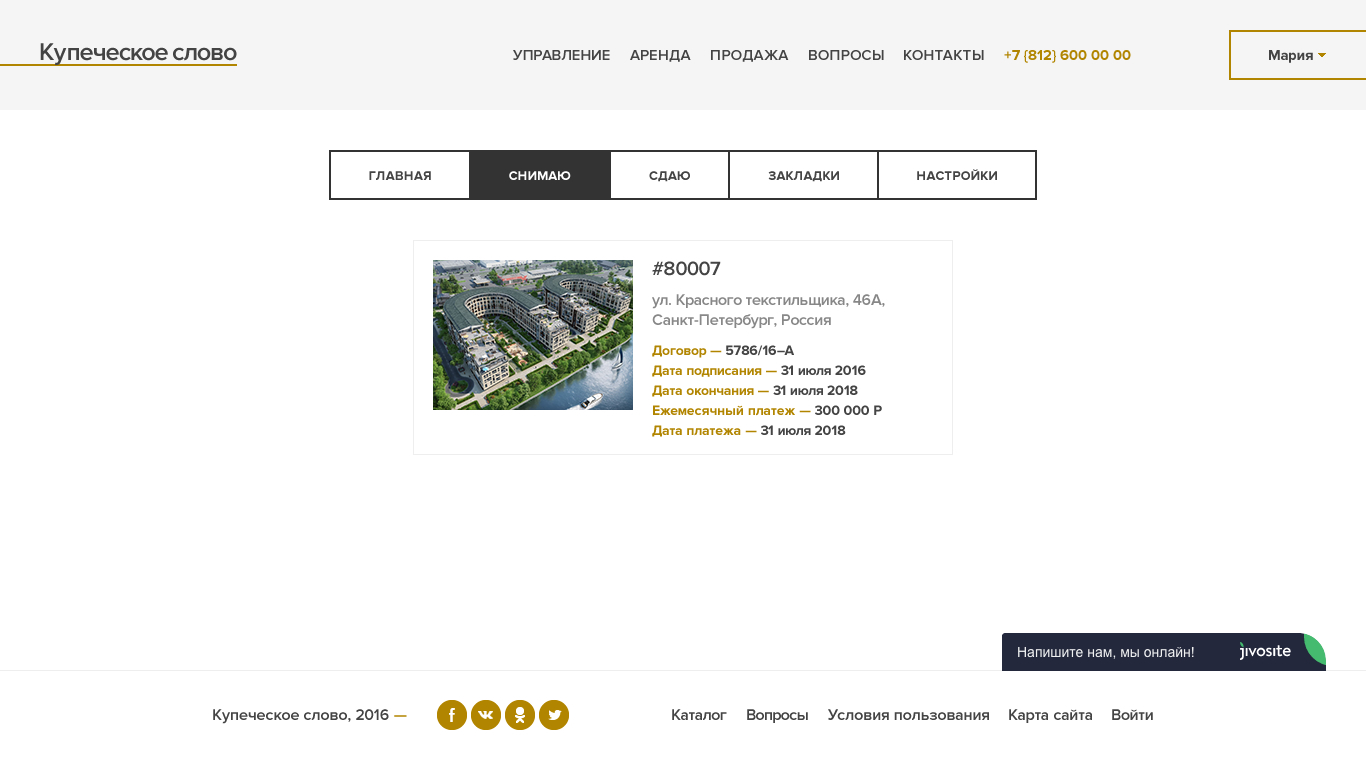 Купеческое слово
УПРАВЛЕНИЕ АРЕНДА ПРОДАЖА ВОПРОСЫ КОНТАКТЫ +7 {812} 600 00 00
Мария
ГЛАВНАЯ СНИМАЮ СДАЮ ЗАКЛАДКИ НАСТРОЙКИ
#80007
ул. Красного текстильщика, 46А,
Санкт-Петербург, Россия
Договор — 5786/16–А
Дата подписания — 31 июля 2016
Дата окончания — 31 июля 2018
Ежемесячный платеж — 300 000 Р
Дата платежа — 31 июля 2018
Напишите нам, мы онлайн! jivosite
Купеческое слово, 2016 —
Каталог Вопросы Условия пользования Карта сайта Войти